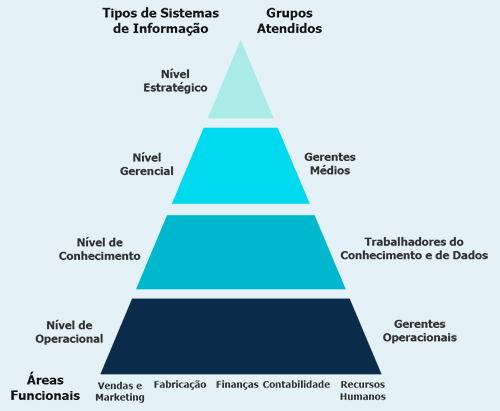 Tipos de Sistemas
de Informação
Grupos
Atendidos
Nível
Estratégico
Nível
Gerencial
Gerentes
Médios
Nível de
Conhecimento
Trabalhadores do
Conhecimento e de Dados
Nível de
Operacional
Gerentes
Operacionais
Áreas
Funcionais
Vendas e
Marketing
Fabricação
Finanças
Contabilidade
Recursos
Humanos